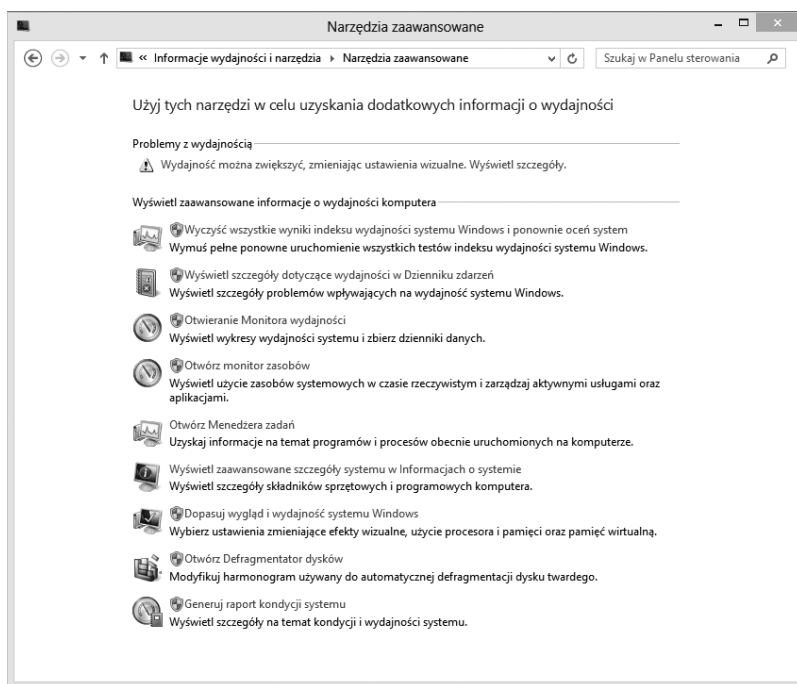 Narzędzia zaawansowane
« Informacje wydajności i narzędzia ▸ Narzędzia zaawansowane
Szukaj w Panelu sterowania
Użyj tych narzędzi w celu uzyskania dodatkowych informacji o wydajności
Problemy z wydajnością
Wydajność można zwiększyć, zmieniając ustawienia wizualne. Wyświetl szczegóły.
Wyświetl zaawansowane informacje o wydajności komputera
Wyczyść wszystkie wyniki indeksu wydajności systemu Windows i ponownie oceń system
Wymuś pełne ponowne uruchomienie wszystkich testów indeksu wydajności systemu Windows.
Wyświetl szczegóły dotyczące wydajności w Dzienniku zdarzeń
Wyświetl szczegóły problemów wpływających na wydajność systemu Windows.
Otwieranie Monitora wydajności
Wyświetl wykresy wydajności systemu i zbierz dzienniki danych.
Otwórz monitor zasobów
Wyświetl użycie zasobów systemowych w czasie rzeczywistym i zarządzaj aktywnymi usługami oraz
aplikacjami.
Otwórz Menedżera zadań
Uzyskaj informacje na temat programów i procesów obecnie uruchomionych na komputerze.
Wyświetl zaawansowane szczegóły systemu w Informacjach o systemie
Wyświetl szczegóły składników sprzętowych i programowych komputera.
Dopasuj wygląd i wydajność systemu Windows
Wybierz ustawienia zmieniające efekty wizualne, użycie procesora i pamięci oraz pamięć wirtualną.
Otwórz Defragmentator dysków
Modyfikuj harmonogram używany do automatycznej defragmentacji dysku twardego.
Generuj raport kondycji systemu
Wyświetl szczegóły na temat kondycji i wydajności systemu.